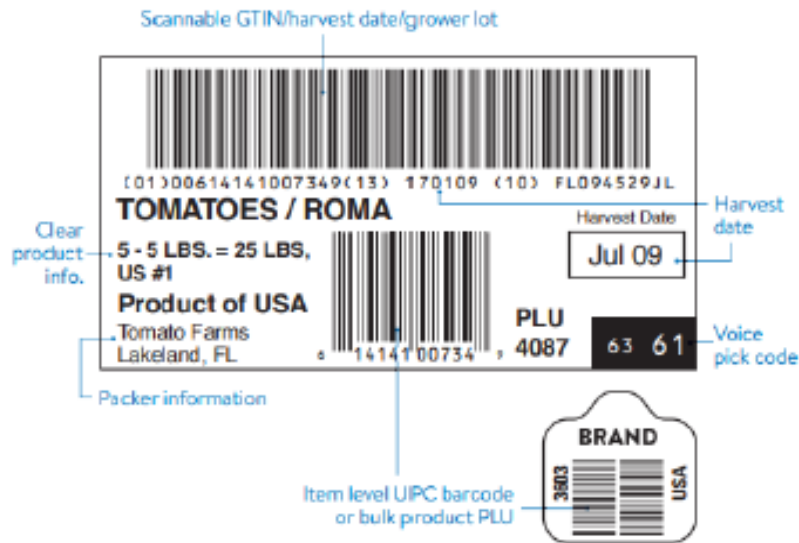 Scannable GTIN/harvest date/grower lot
(01)00614141007349(13) 170109 (10) FL094529JL
TOMATOES / ROMA
Harvest Date
Harvest
date
Jul 09
Clear
product
info.
5 - 5 LBS. = 25 LBS,
US #1
Product of USA
Tomato Farms
Lakeland, FL
6 14141 00734 9
PLU
4087
63 61
Voice
pick code
Packer information
BRAND
3603
USA
Item level UPC barcode
or bulk product PLU